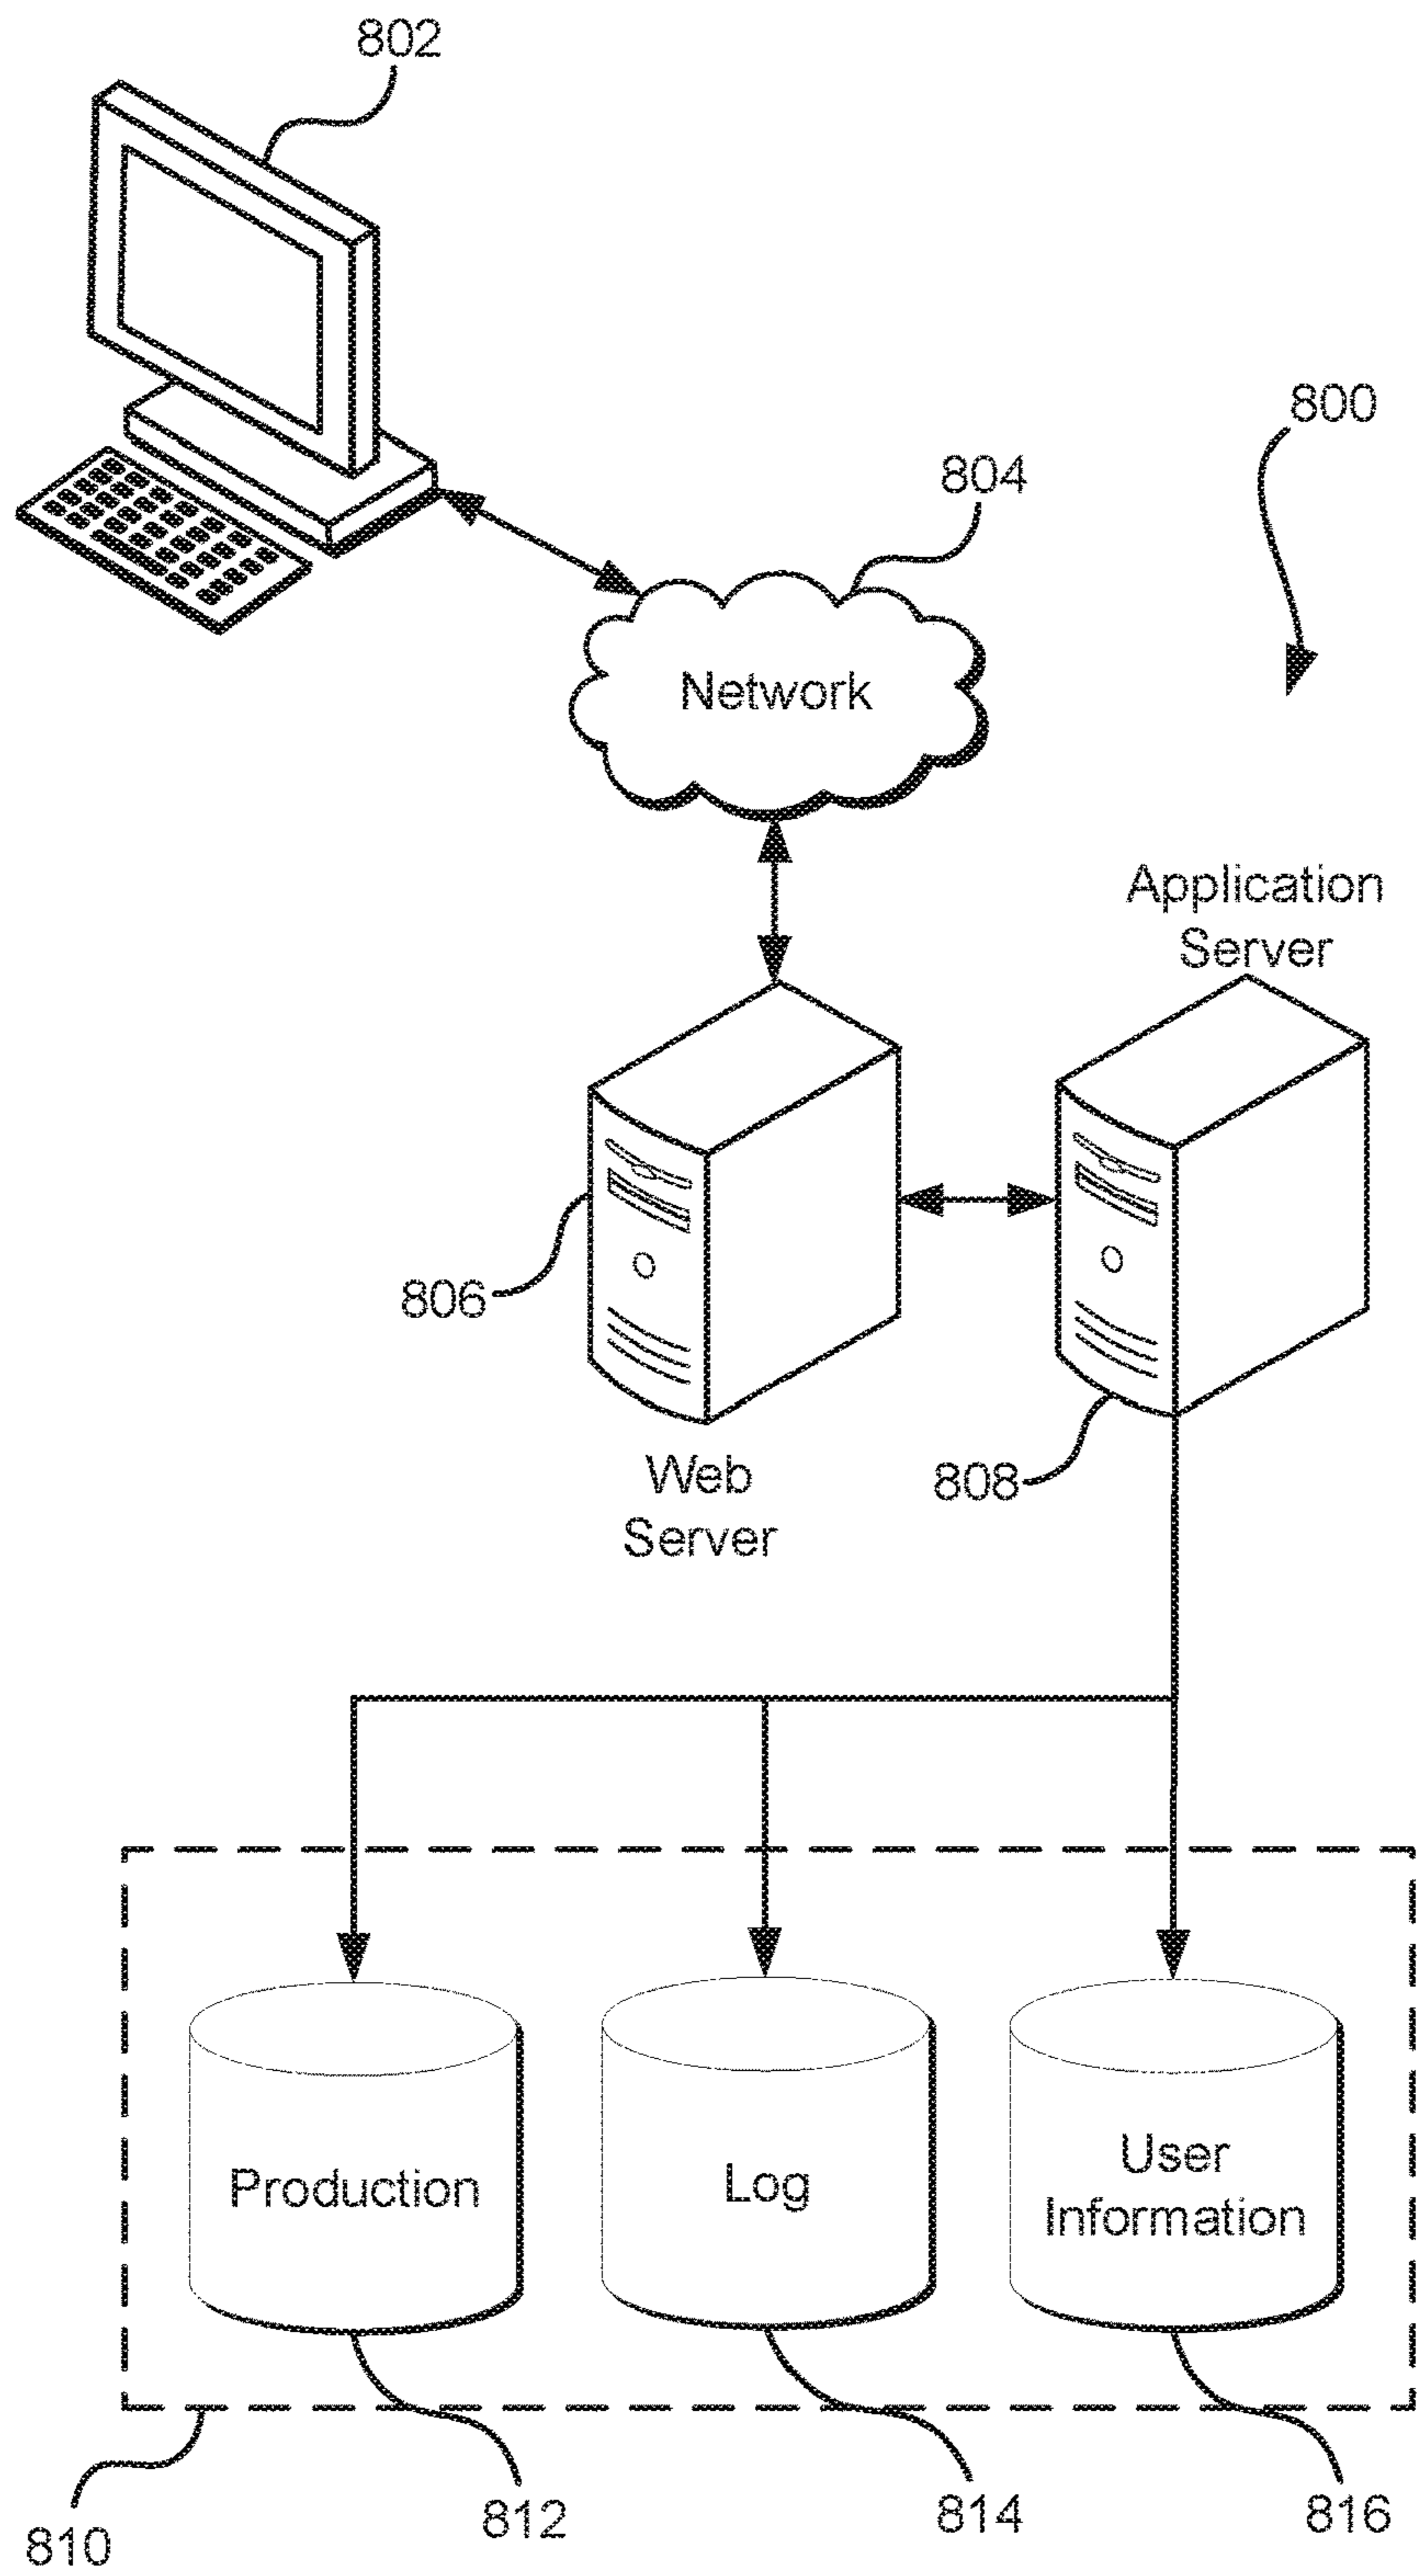 802
800
804
Network
Application
Server
806
Web
Server
808
Production
Log
User
Information
810
812
814
816